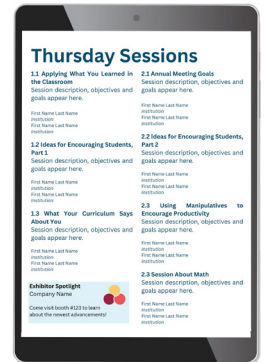 Thursday Sessions
1.1 Applying What You Learned in
the Classroom
Session description, objectives and
goals appear here.
First Name Last Name
Institution
First Name Last Name
Institution
1.2 Ideas for Encouraging Students,
Part 1
Session description, objectives and
goals appear here.
First Name Last Name
Institution
First Name Last Name
Institution
1.3 What Your Curriculum Says
About You
Session description, objectives and
goals appear here.
First Name Last Name
Institution
First Name Last Name
Institution
Exhibitor Spotlight
Company Name
Come visit booth #123 to learn
about the newest advancements!
2.1 Annual Meeting Goals
Session description, objectives and
goals appear here.
First Name Last Name
Institution
First Name Last Name
Institution
2.2 Ideas for Encouraging Students,
Part 2
Session description, objectives and
goals appear here.
First Name Last Name
Institution
First Name Last Name
Institution
2.3 Using Manipulatives to
Encourage Productivity
Session description, objectives and
goals appear here.
First Name Last Name
Institution
First Name Last Name
Institution
2.3 Session About Math
Session description, objectives and
goals appear here.
First Name Last Name
Institution
First Name Last Name
Institution